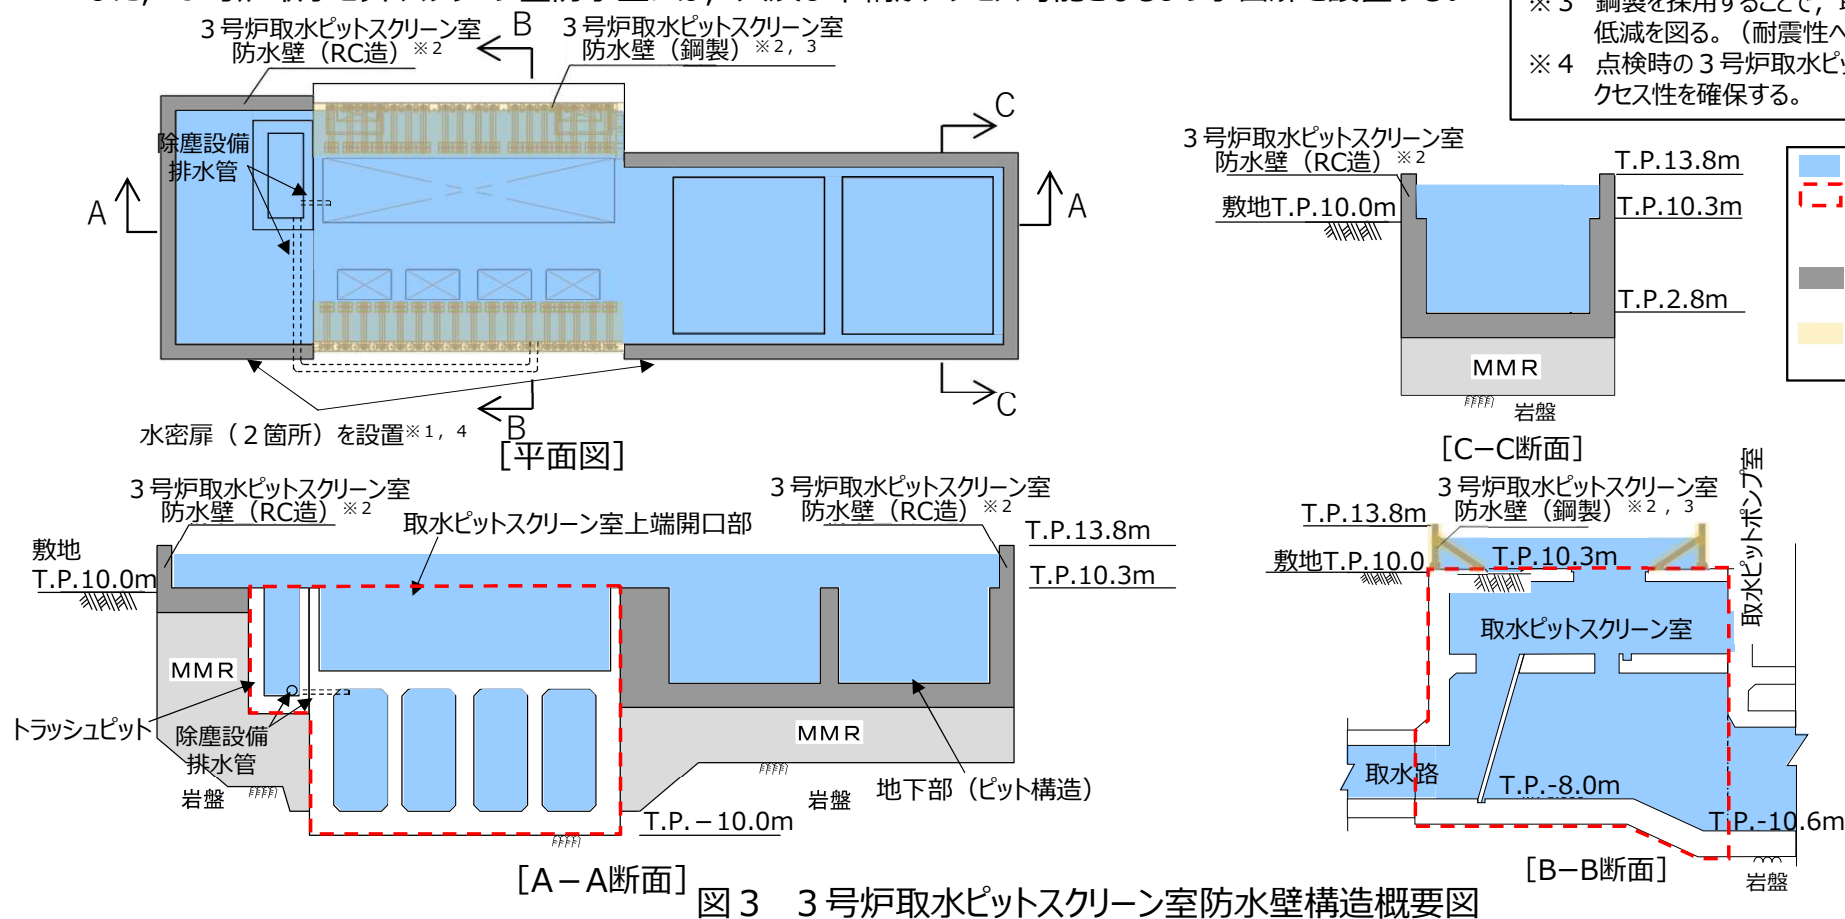 ※３　鋼製を採用することで，
低減を図る。（耐震性へ
※４　点検時の３号炉取水ピッ
クセス性を確保する。
３号炉取水ピットスクリーン室
防水壁（RC造）※2
B
３号炉取水ピットスクリーン室
防水壁（鋼製）※2，3
除塵設備
排水管
A
A
C
C
B
水密扉（２箇所）を設置※1，4
[平面図]
３号炉取水ピットスクリーン室
防水壁（RC造）※2
敷地T.P.10.0m
T.P.13.8m
T.P.10.3m
T.P.2.8m
MMR
岩盤
[C−C断面]
３号炉取水ピットスクリーン室
防水壁（RC造）※2
取水ピットスクリーン室上端開口部
３号炉取水ピットスクリーン室
防水壁（RC造）※2
敷地
T.P.10.0m
T.P.13.8m
T.P.10.3m
MMR
トラッシュピット
除塵設備
排水管
岩盤
MMR
岩盤
地下部（ピット構造）
T.P.－10.0m
[A－A断面]
３号炉取水ピットスクリーン室
防水壁（鋼製）※2，3
T.P.13.8m
敷地T.P.10.0
T.P.10.3m
取水ピットポンプ室
取水ピットスクリーン室
取水路
T.P.-8.0m
T.P.-10.6m
[B−B断面]
岩盤
図３　３号炉取水ピットスクリーン室防水壁構造概要図